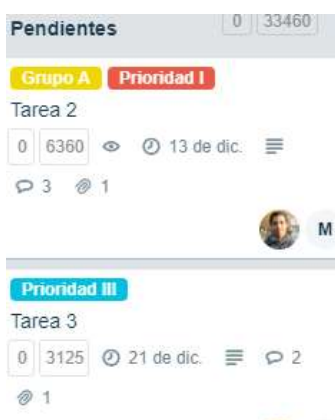 Pendientes 0 33460
Grupo A Prioridad I
Tarea 2
0 6360 13 de dic.
3 1
M
Prioridad III
Tarea 3
0 3125 21 de dic. 2
1